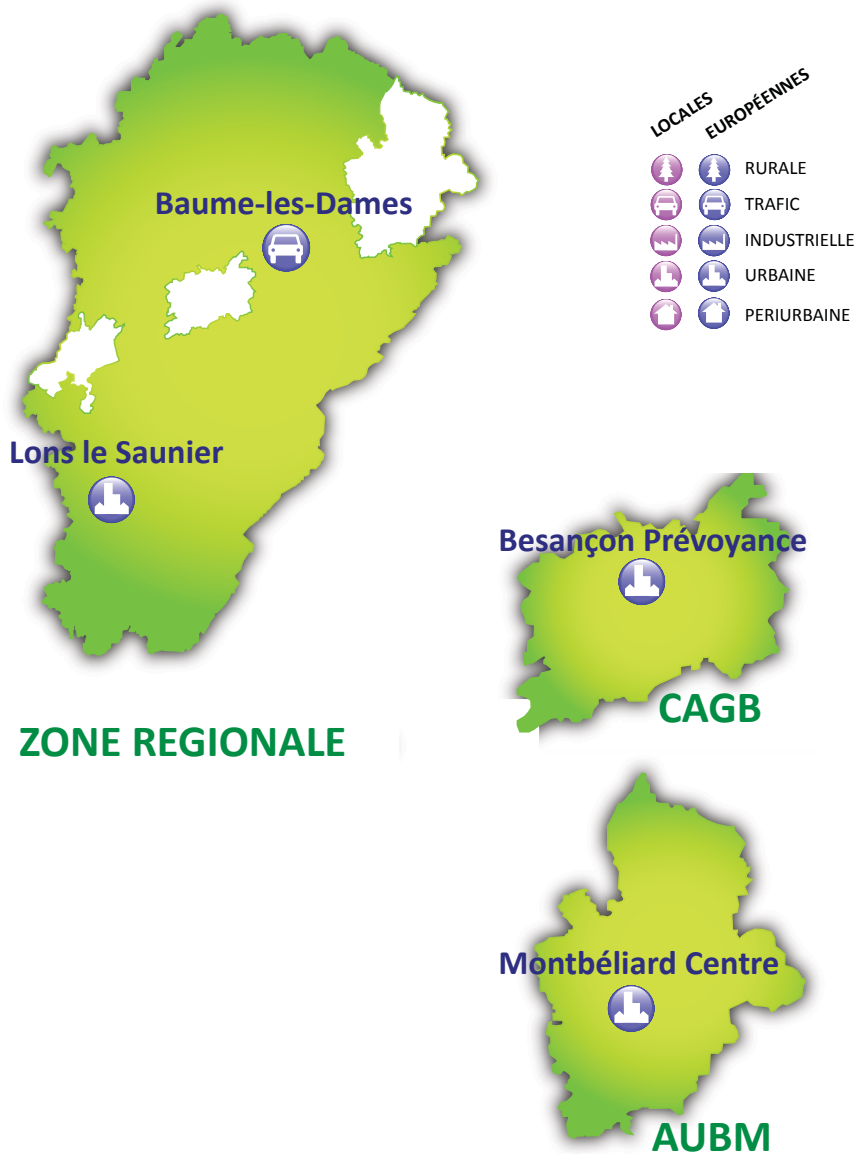 LOCALES
EUROPÉENNES
RURALE
TRAFIC
INDUSTRIELLE
URBAINE
PERIURBAINE
Baume-les-Dames
Lons le Saunier
ZONE REGIONALE
Besançon Prévoyance
CAGB
Montbéliard Centre
AUBM